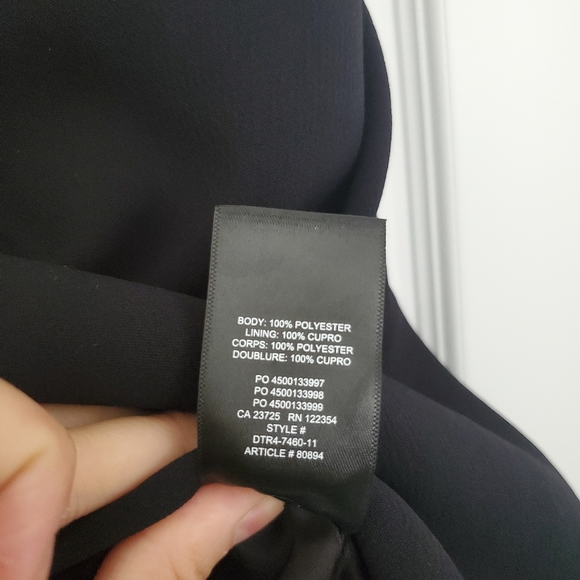 BODY: 100% POLYESTER
LINING: 100% CUPRO
CORPS: 100% POLYESTER
DOUBLURE: 100% CUPRO
PO 4500133997
PO 4500133998
PO 4500133999
CA 23725 RN 122354
STYLE #
DTR4-7460-11
ARTICLE # 80894